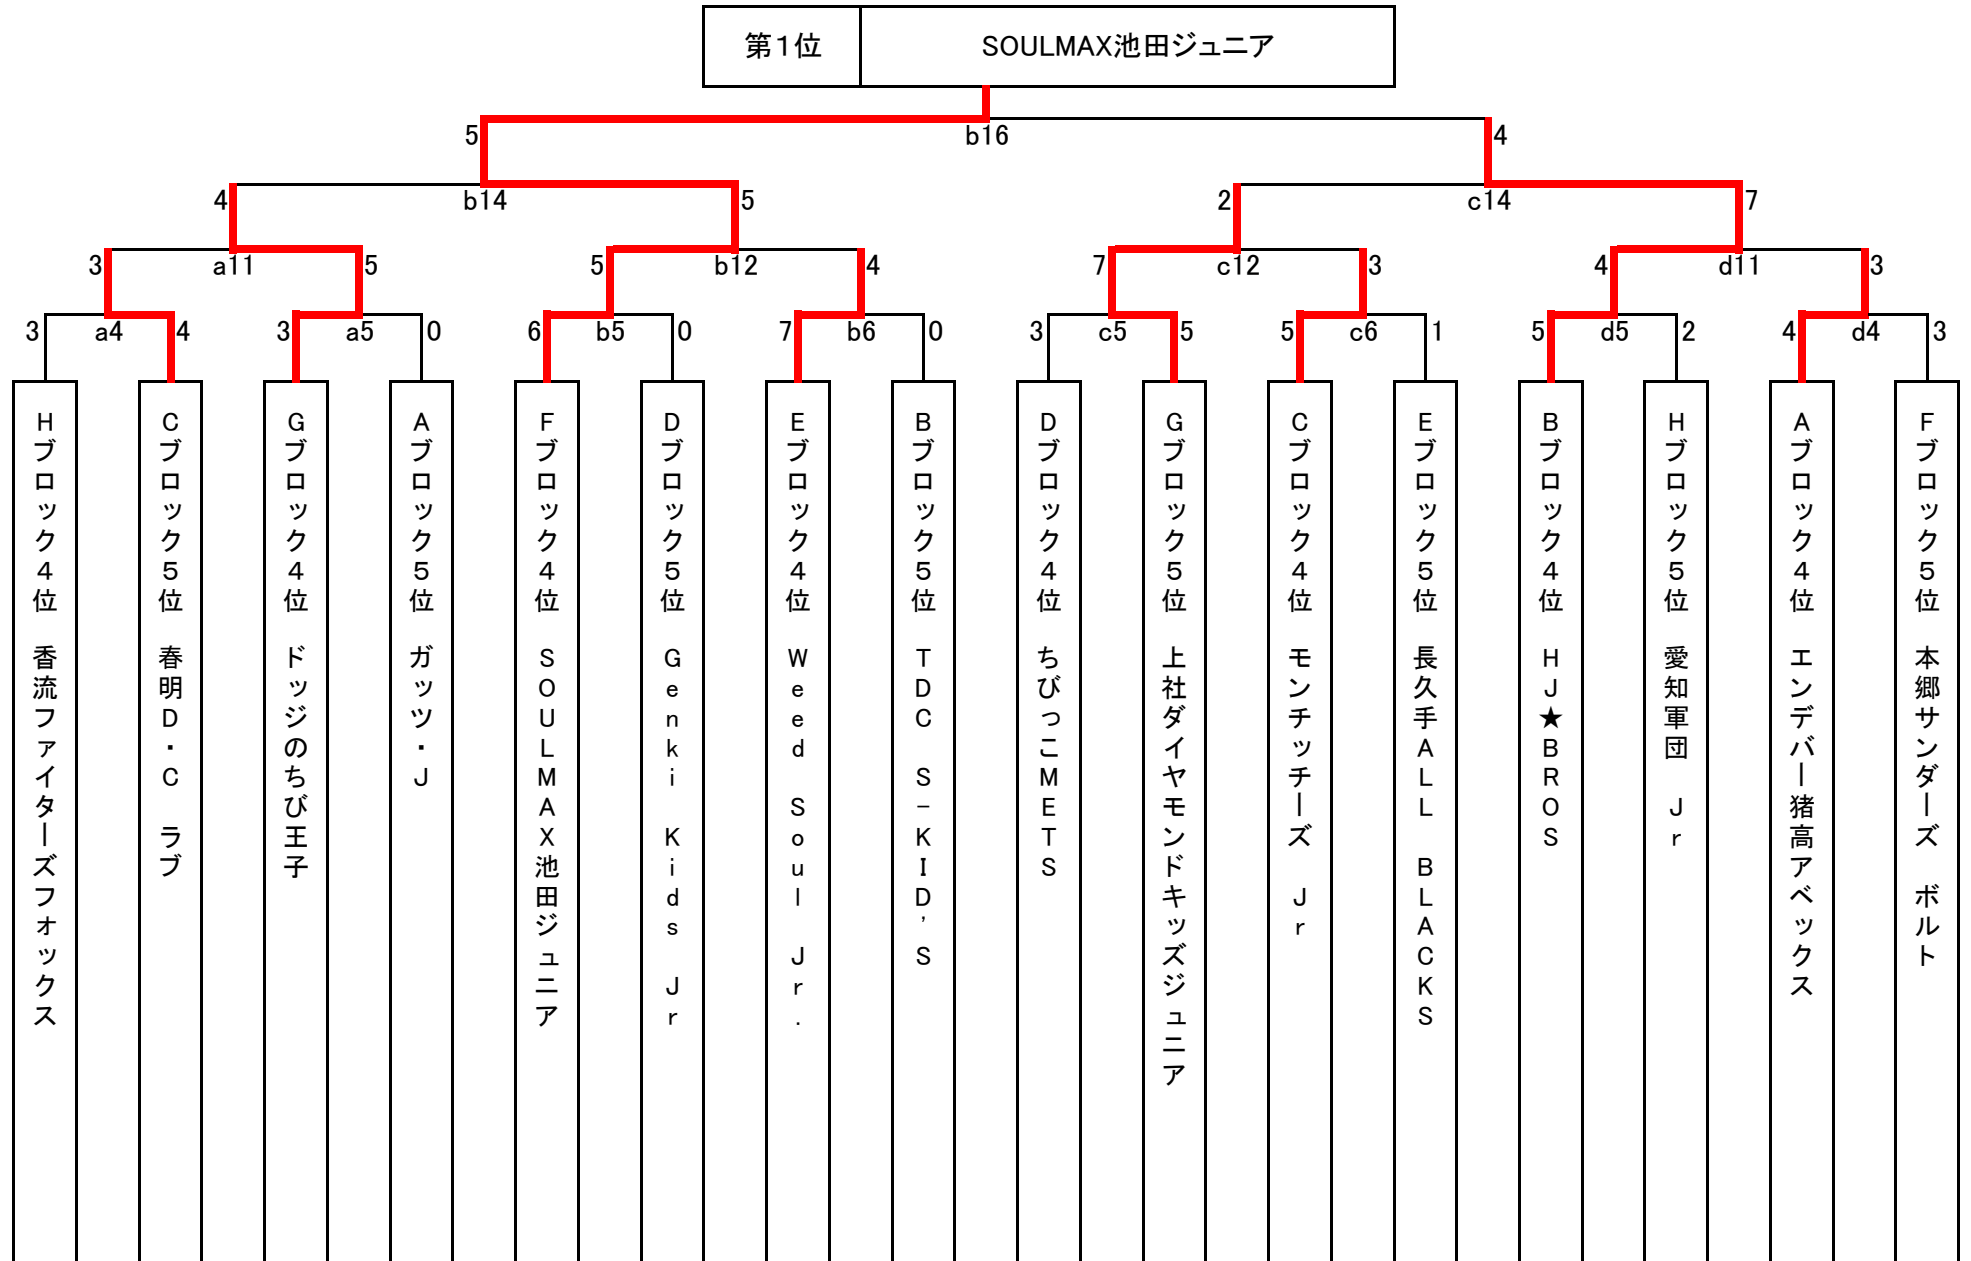 第1位 SOULMAX池田ジュニア
5 b16 4
4 b14 5 2 c14 7
3 a11 5 5 b12 4 7 c12 3 4 d11 3
3 a4 4 3 a5 0 6 b5 0 7 b6 0 3 c5 5 5 c6 1 5 d5 2 4 d4 3
Hブロック4位 香流ファイターズフォックス
Cブロック5位 春明D・C ラブ
Gブロック4位 ドッジのちび王子
Aブロック5位 ガッツ・J
Fブロック4位 SOULMAX池田ジュニア
Dブロック5位 Genki Kids Jr
Eブロック4位 Weed Soul Jr.
Bブロック5位 TDC S-KID'S
Dブロック4位 ちびっこMETS
Gブロック5位 上社ダイヤモンドキッズジュニア
Cブロック4位 モンチッチーズ Jr
Eブロック5位 長久手ALL BLACKS
Bブロック4位 HJ★BROS
Hブロック5位 愛知軍団 Jr
Aブロック4位 エンデバー猪高アベックス
Fブロック5位 本郷サンダーズ ボルト